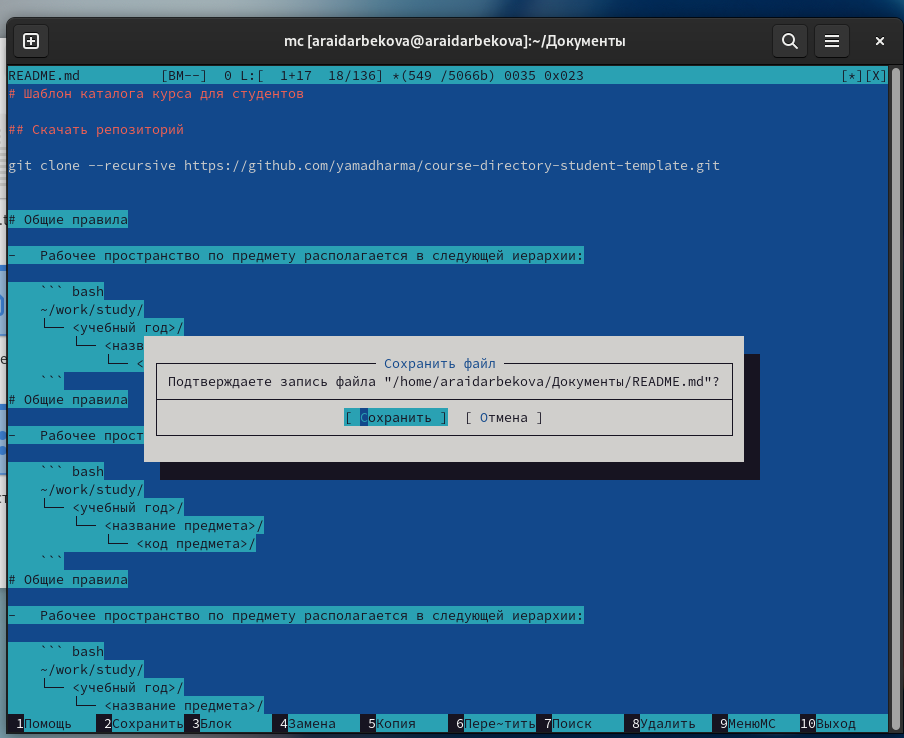 mc [araidarbekova@araidarbekova]:~/Документы
README.md [BM--] 0 L:[ 1+17 18/136] *(549 /5066b) 0035 0x023 [*][X]
# Шаблон каталога курса для студентов
## Скачать репозиторий
git clone --recursive https://github.com/yamadharma/course-directory-student-template.git
# Общие правила
- Рабочее пространство по предмету располагается в следующей иерархии:
``` bash
~/work/study/
└── <учебный год>/
└── <назв
└── <
```
# Общие правила
- Рабочее прост
Сохранить файл
Подтверждаете запись файла "/home/araidarbekova/Документы/README.md"?
[ Сохранить ] [ Отмена ]
``` bash
~/work/study/
└── <учебный год>/
└── <название предмета>/
└── <код предмета>/
```
# Общие правила
- Рабочее пространство по предмету располагается в следующей иерархии:
``` bash
~/work/study/
└── <учебный год>/
└── <название предмета>/
1Помощь 2Сохранить 3Блок 4Замена 5Копия 6Пере~тить 7Поиск 8Удалить 9МенюMC 10Выход